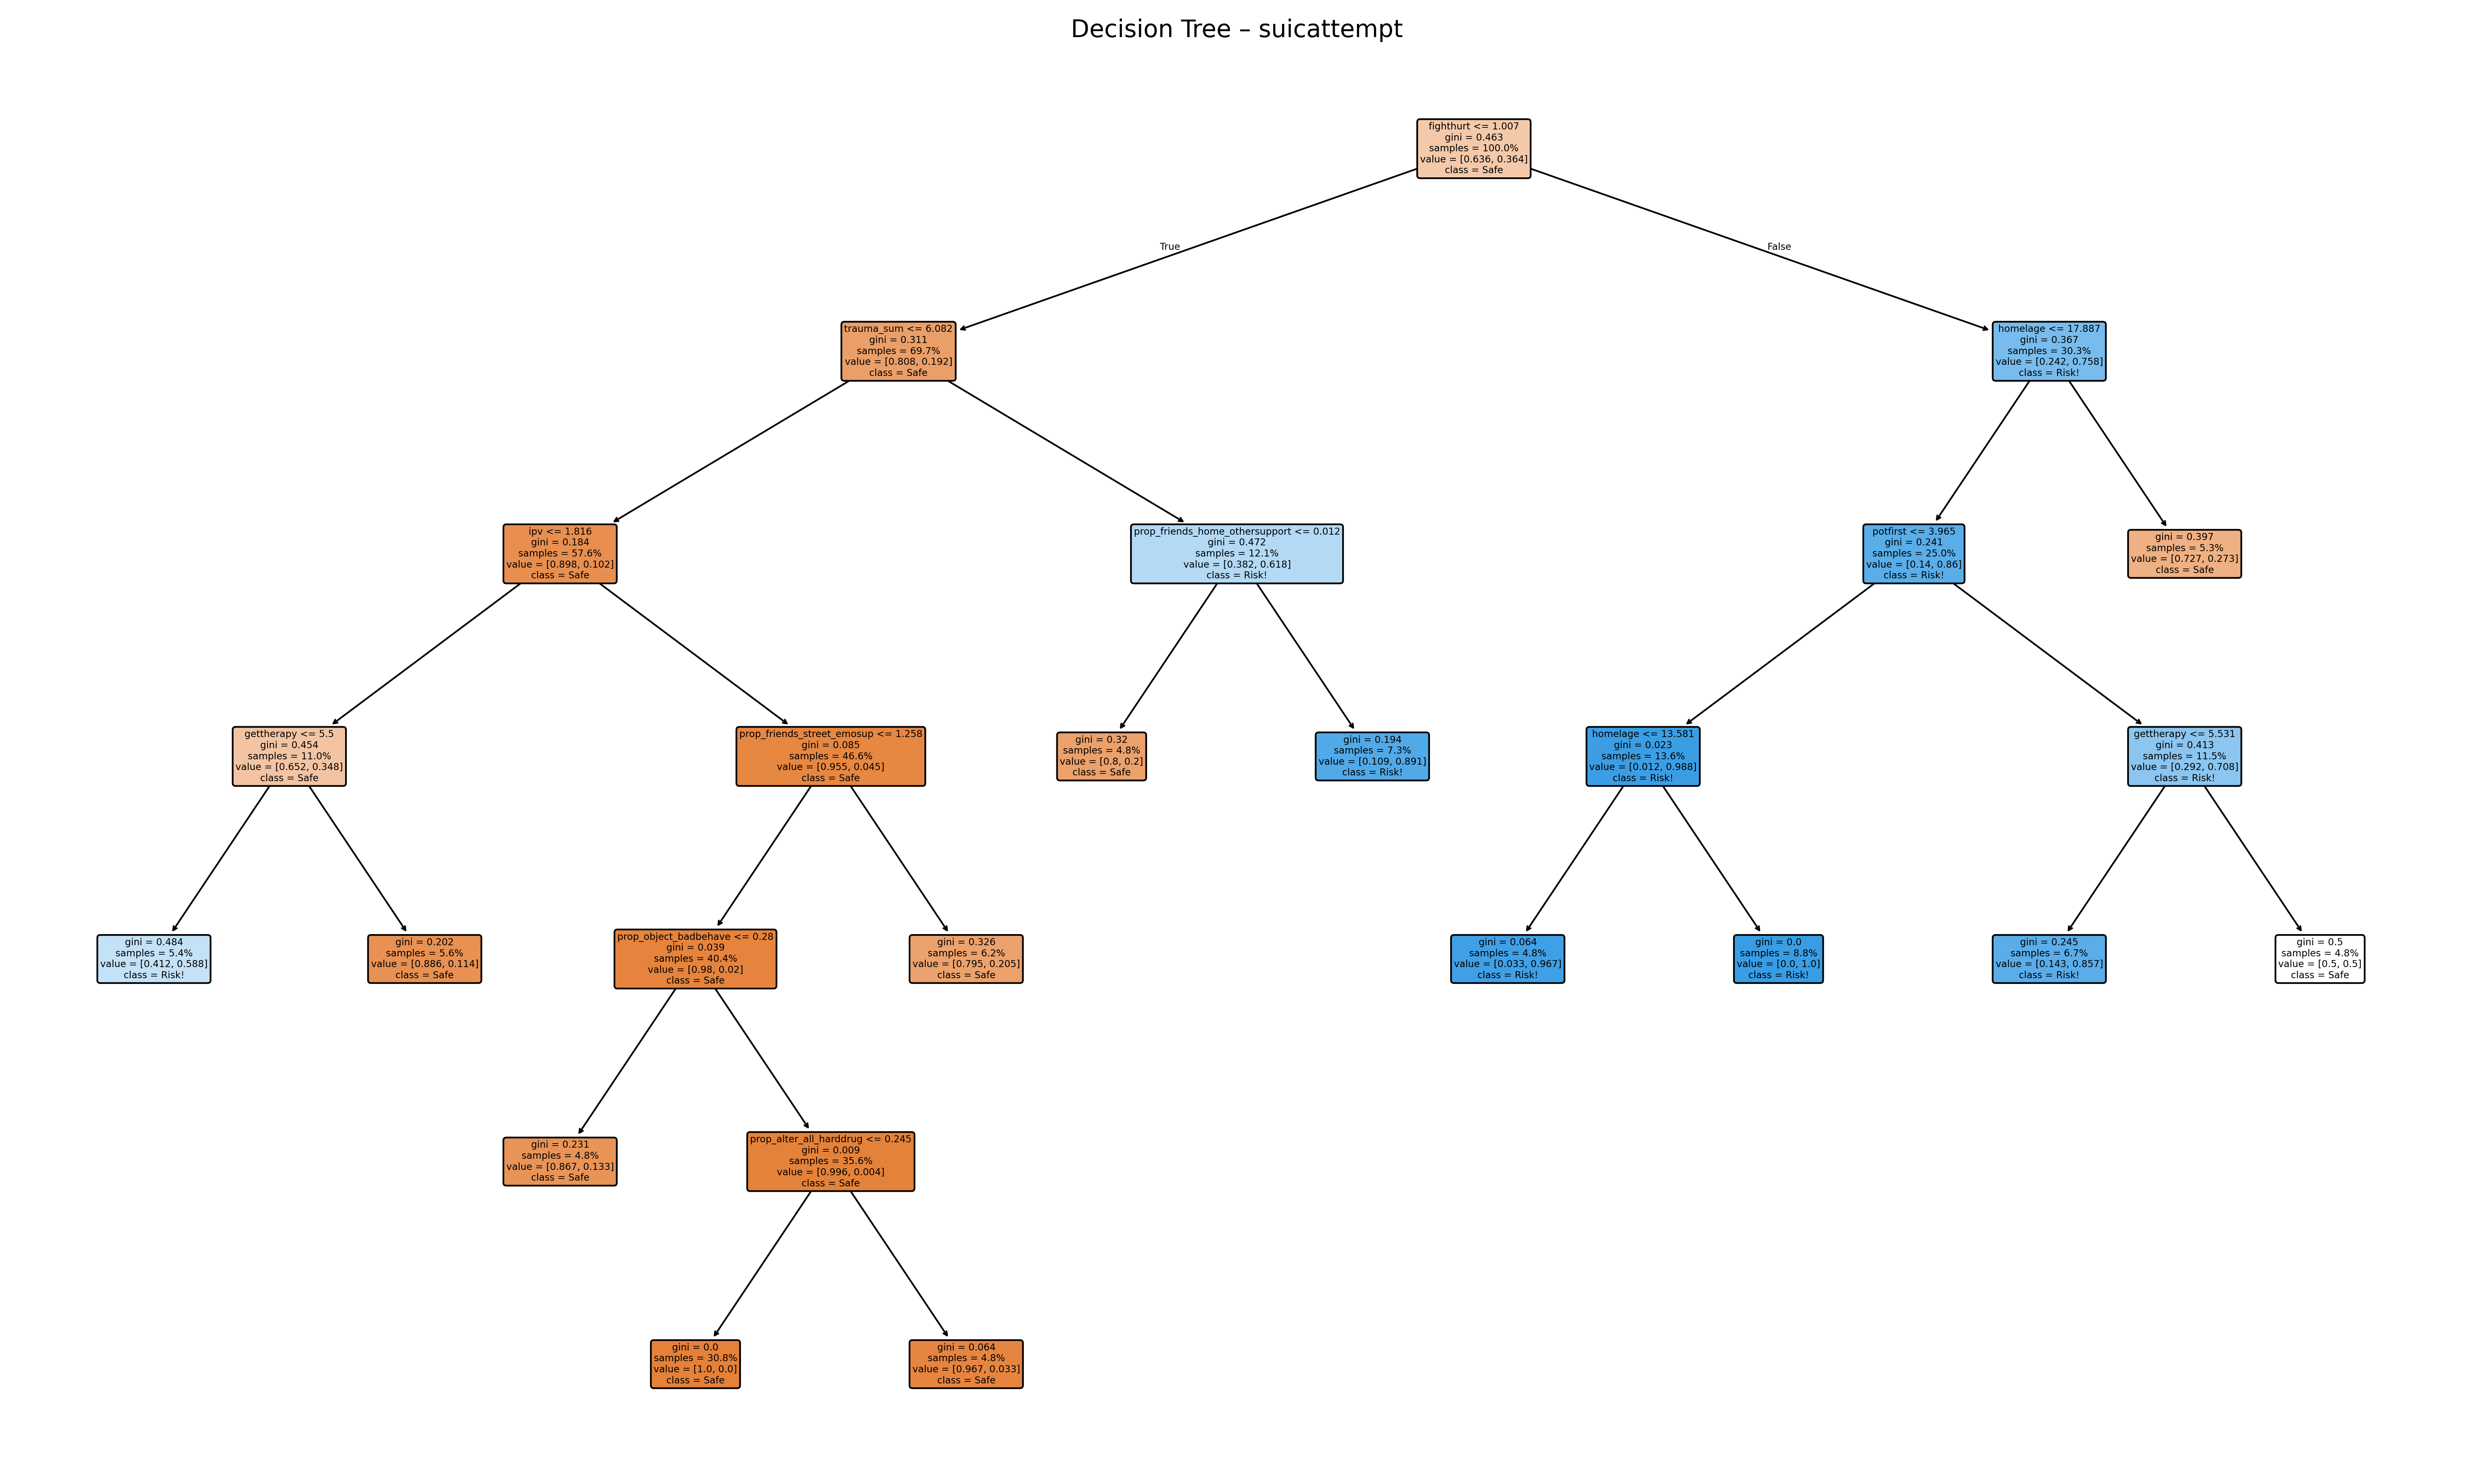 Decision Tree – suicattempt
fighthurt <= 1.007
gini = 0.463
samples = 100.0%
value = [0.636, 0.364]
class = Safe
True
False
trauma_sum <= 6.082
gini = 0.311
samples = 69.7%
value = [0.808, 0.192]
class = Safe
homelage <= 17.887
gini = 0.367
samples = 30.3%
value = [0.242, 0.758]
class = Risk!
ipv <= 1.816
gini = 0.184
samples = 57.6%
value = [0.898, 0.102]
class = Safe
prop_friends_home_othersupport <= 0.012
gini = 0.472
samples = 12.1%
value = [0.382, 0.618]
class = Risk!
potfirst <= 3.965
gini = 0.241
samples = 25.0%
value = [0.14, 0.86]
class = Risk!
gini = 0.397
samples = 5.3%
value = [0.727, 0.273]
class = Safe
gettherapy <= 5.5
gini = 0.454
samples = 11.0%
value = [0.652, 0.348]
class = Safe
prop_friends_street_emosup <= 1.258
gini = 0.085
samples = 46.6%
value = [0.955, 0.045]
class = Safe
gini = 0.32
samples = 4.8%
value = [0.8, 0.2]
class = Safe
gini = 0.194
samples = 7.3%
value = [0.109, 0.891]
class = Risk!
homelage <= 13.581
gini = 0.023
samples = 13.6%
value = [0.012, 0.988]
class = Risk!
gettherapy <= 5.531
gini = 0.413
samples = 11.5%
value = [0.292, 0.708]
class = Risk!
gini = 0.484
samples = 5.4%
value = [0.412, 0.588]
class = Risk!
gini = 0.202
samples = 5.6%
value = [0.886, 0.114]
class = Safe
prop_object_badbehave <= 0.28
gini = 0.039
samples = 40.4%
value = [0.98, 0.02]
class = Safe
gini = 0.326
samples = 6.2%
value = [0.795, 0.205]
class = Safe
gini = 0.064
samples = 4.8%
value = [0.033, 0.967]
class = Risk!
gini = 0.0
samples = 8.8%
value = [0.0, 1.0]
class = Risk!
gini = 0.245
samples = 6.7%
value = [0.143, 0.857]
class = Risk!
gini = 0.5
samples = 4.8%
value = [0.5, 0.5]
class = Safe
gini = 0.231
samples = 4.8%
value = [0.867, 0.133]
class = Safe
prop_alter_all_harddrug <= 0.245
gini = 0.009
samples = 35.6%
value = [0.996, 0.004]
class = Safe
gini = 0.0
samples = 30.8%
value = [1.0, 0.0]
class = Safe
gini = 0.064
samples = 4.8%
value = [0.967, 0.033]
class = Safe